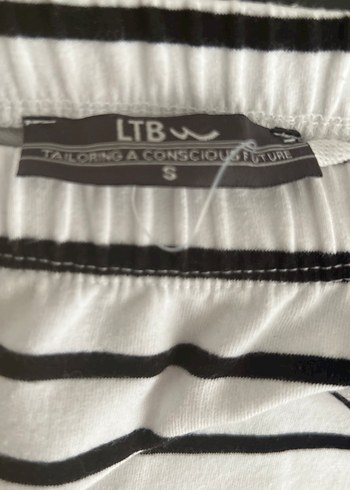 LTB
TAILORING A CONSCIOUS FUTURE
S